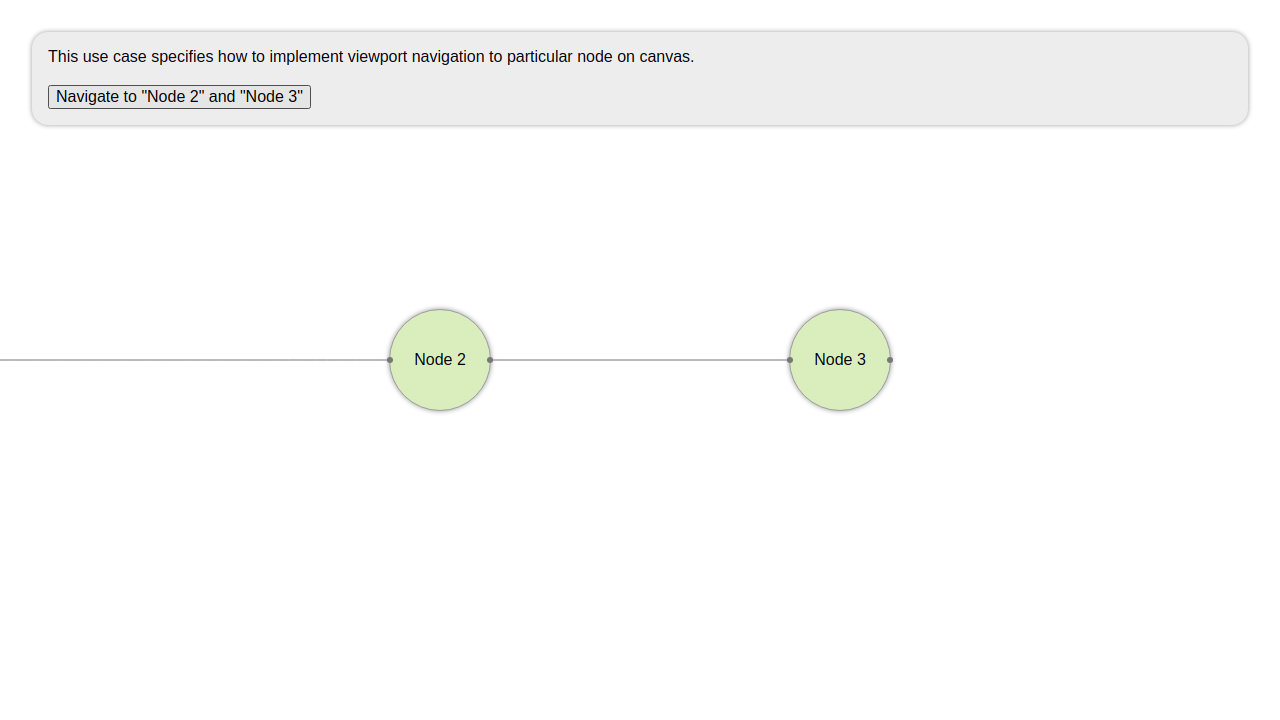 This use case specifies how to implement viewport navigation to particular node on canvas.
Navigate to "Node 2" and "Node 3"
Node 2
Node 3